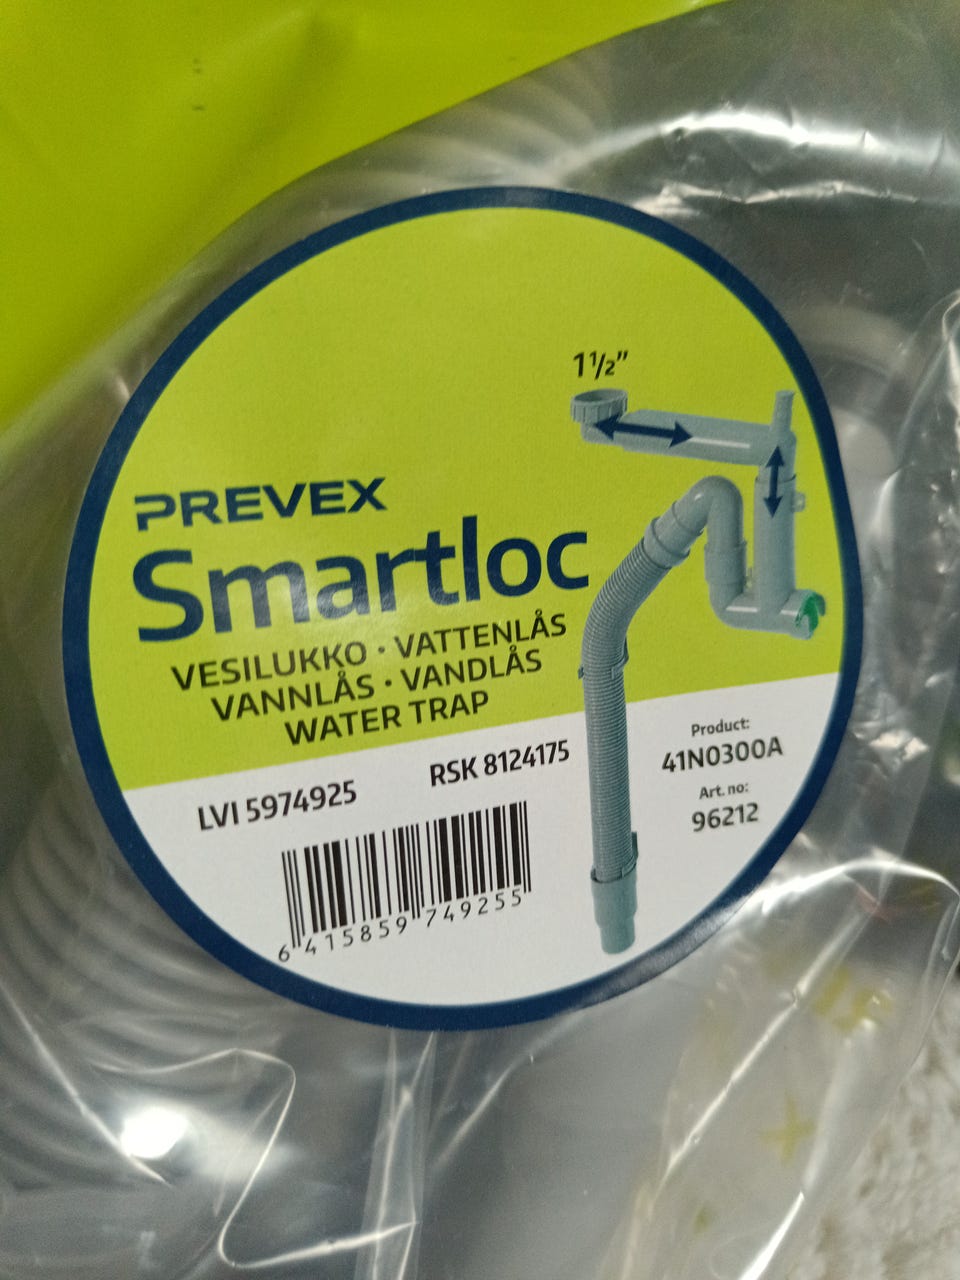 1½”
PREVEX
Smartloc
VESILUKKO • VATTENLÅS
VANNLÅS • VANDLÅS
WATER TRAP
LVI 5974925
RSK 8124175
Product:
41N0300A
Art. no:
96212
6 415859 749255